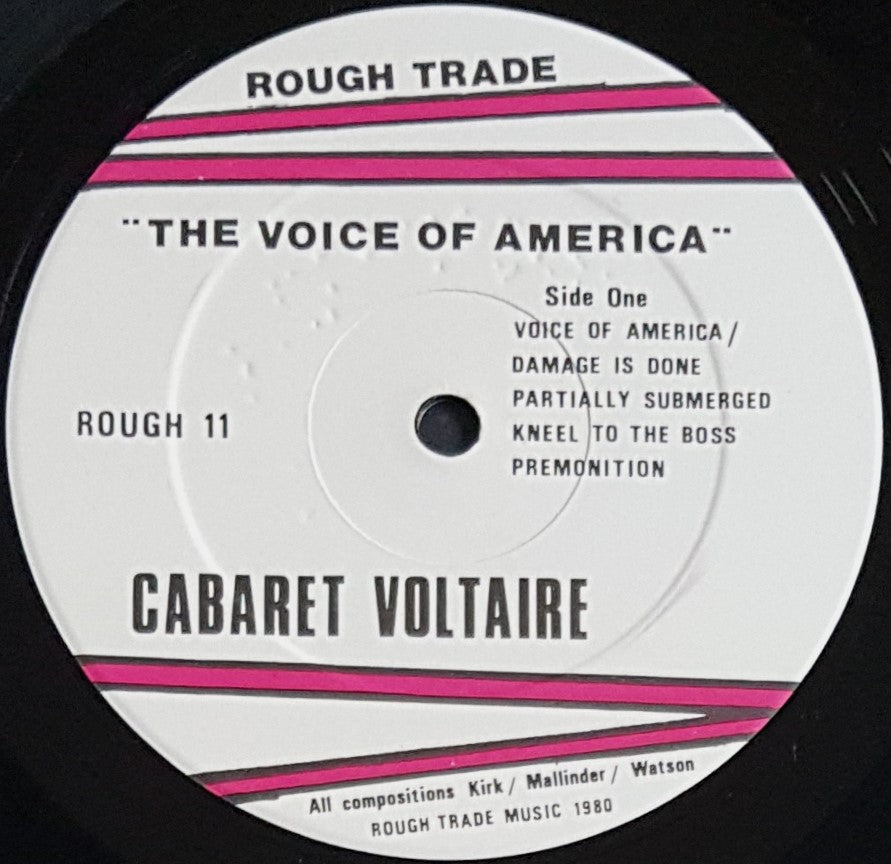 ROUGH TRADE
"THE VOICE OF AMERICA"
Side One
VOICE OF AMERICA/
DAMAGE IS DONE
PARTIALLY SUBMERGED
KNEEL TO THE BOSS
PREMONITION
ROUGH 11
CABARET VOLTAIRE
All compositions Kirk/ Mallinder/ Watson
ROUGH TRADE MUSIC 1980